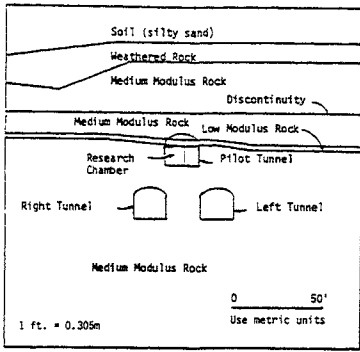 Soil (silty sand)
Weathered Rock
Medium Modulus Rock
Discontinuity
Medium Modulus Rock
Low Modulus Rock
Research
Chamber
Pilot Tunnel
Right Tunnel
Left Tunnel
Medium Modulus Rock
0 50'
Use metric units
1 ft. = 0.305m